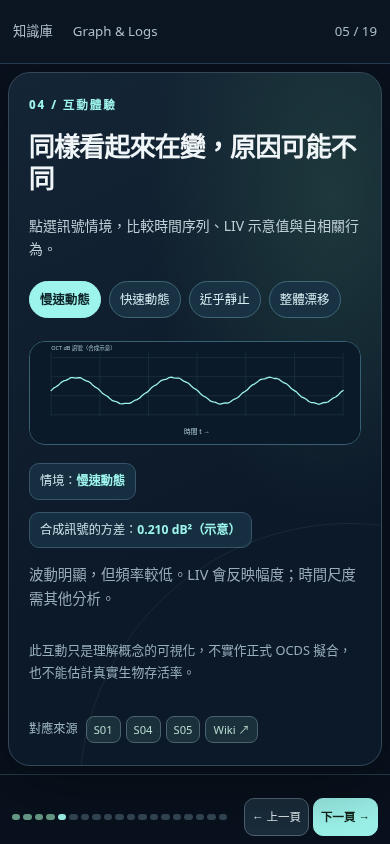 知識庫 Graph & Logs 05 / 19
04 / 互動體驗
同樣看起來在變，原因可能不
同
點選訊號情境，比較時間序列、LIV 示意值與自相關行
為。
慢速動態 快速動態 近乎靜止 整體漂移
OCT dB 訊號（合成示意）
時間 t →
情境：慢速動態
合成訊號的方差：0.210 dB²（示意）
波動明顯，但頻率較低。LIV 會反映幅度；時間尺度
需其他分析。
此互動只是理解概念的可視化，不實作正式 OCDS 擬合，
也不能估計真實生物存活率。
對應來源 S01 S04 S05 Wiki ↗
← 上一頁 下一頁 →